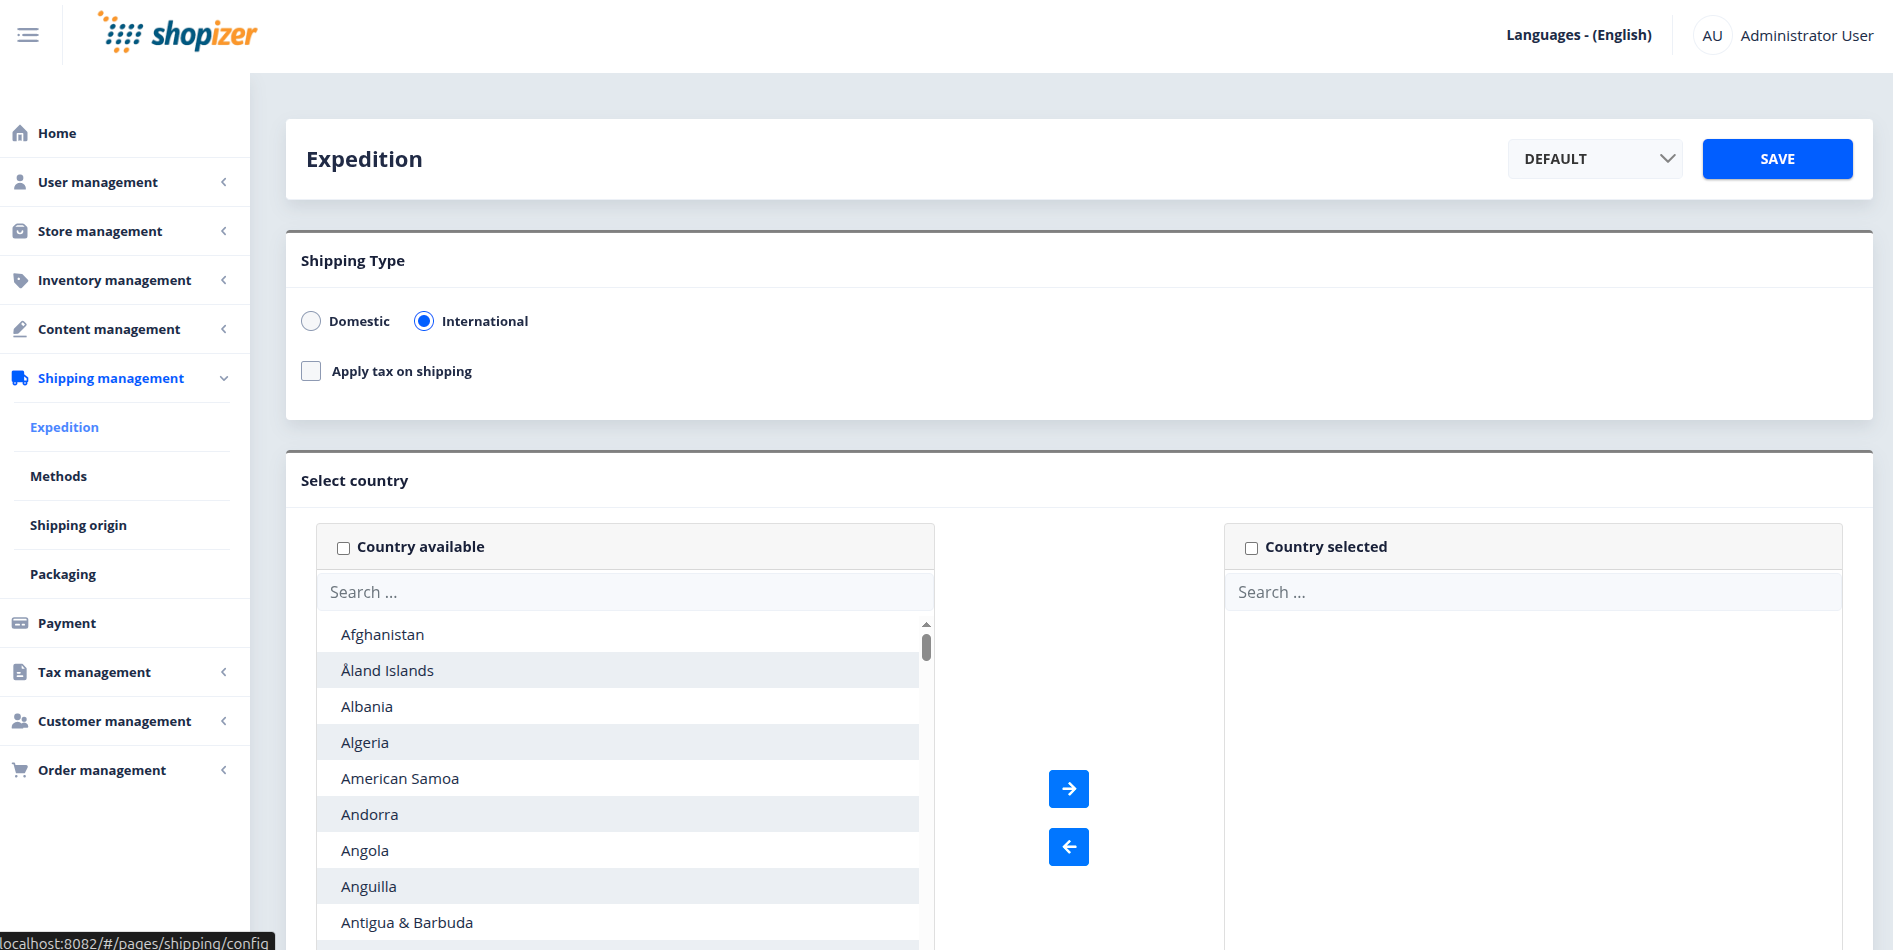 shopizer
Languages - (English)
AU Administrator User
Home
User management
Store management
Inventory management
Content management
Shipping management
Expedition
Methods
Shipping origin
Packaging
Payment
Tax management
Customer management
Order management
Expedition
DEFAULT
SAVE
Shipping Type
Domestic International
Apply tax on shipping
Select country
Country available
Search ...
Afghanistan
Åland Islands
Albania
Algeria
American Samoa
Andorra
Angola
Anguilla
Antigua & Barbuda
Country selected
Search ...
localhost:8082/#/pages/shipping/config